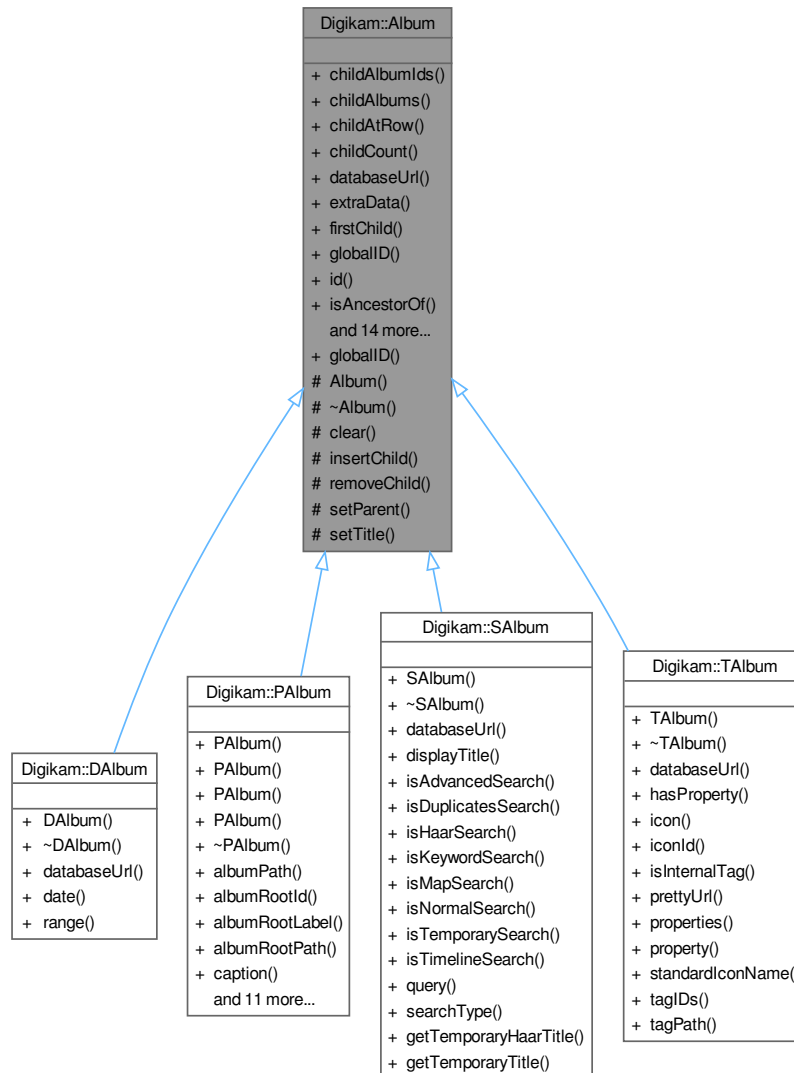 Digikam::Album
+ childAlbumIds()
+ childAlbums()
+ childAtRow()
+ childCount()
+ databaseUrl()
+ extraData()
+ firstChild()
+ globalID()
+ id()
+ isAncestorOf()
and 14 more...
+ globalID()
# Album()
# ~Album()
# clear()
# insertChild()
# removeChild()
# setParent()
# setTitle()
Digikam::DAlbum
+ DAlbum()
+ ~DAlbum()
+ databaseUrl()
+ date()
+ range()
Digikam::PAlbum
+ PAlbum()
+ PAlbum()
+ PAlbum()
+ PAlbum()
+ ~PAlbum()
+ albumPath()
+ albumRootId()
+ albumRootLabel()
+ albumRootPath()
+ caption()
and 11 more...
Digikam::SAlbum
+ SAlbum()
+ ~SAlbum()
+ databaseUrl()
+ displayTitle()
+ isAdvancedSearch()
+ isDuplicatesSearch()
+ isHaarSearch()
+ isKeywordSearch()
+ isMapSearch()
+ isNormalSearch()
+ isTemporarySearch()
+ isTimelineSearch()
+ query()
+ searchType()
+ getTemporaryHaarTitle()
+ getTemporaryTitle()
Digikam::TAlbum
+ TAlbum()
+ ~TAlbum()
+ databaseUrl()
+ hasProperty()
+ icon()
+ iconId()
+ isInternalTag()
+ prettyUrl()
+ properties()
+ property()
+ standardIconName(
+ tagIDs()
+ tagPath()